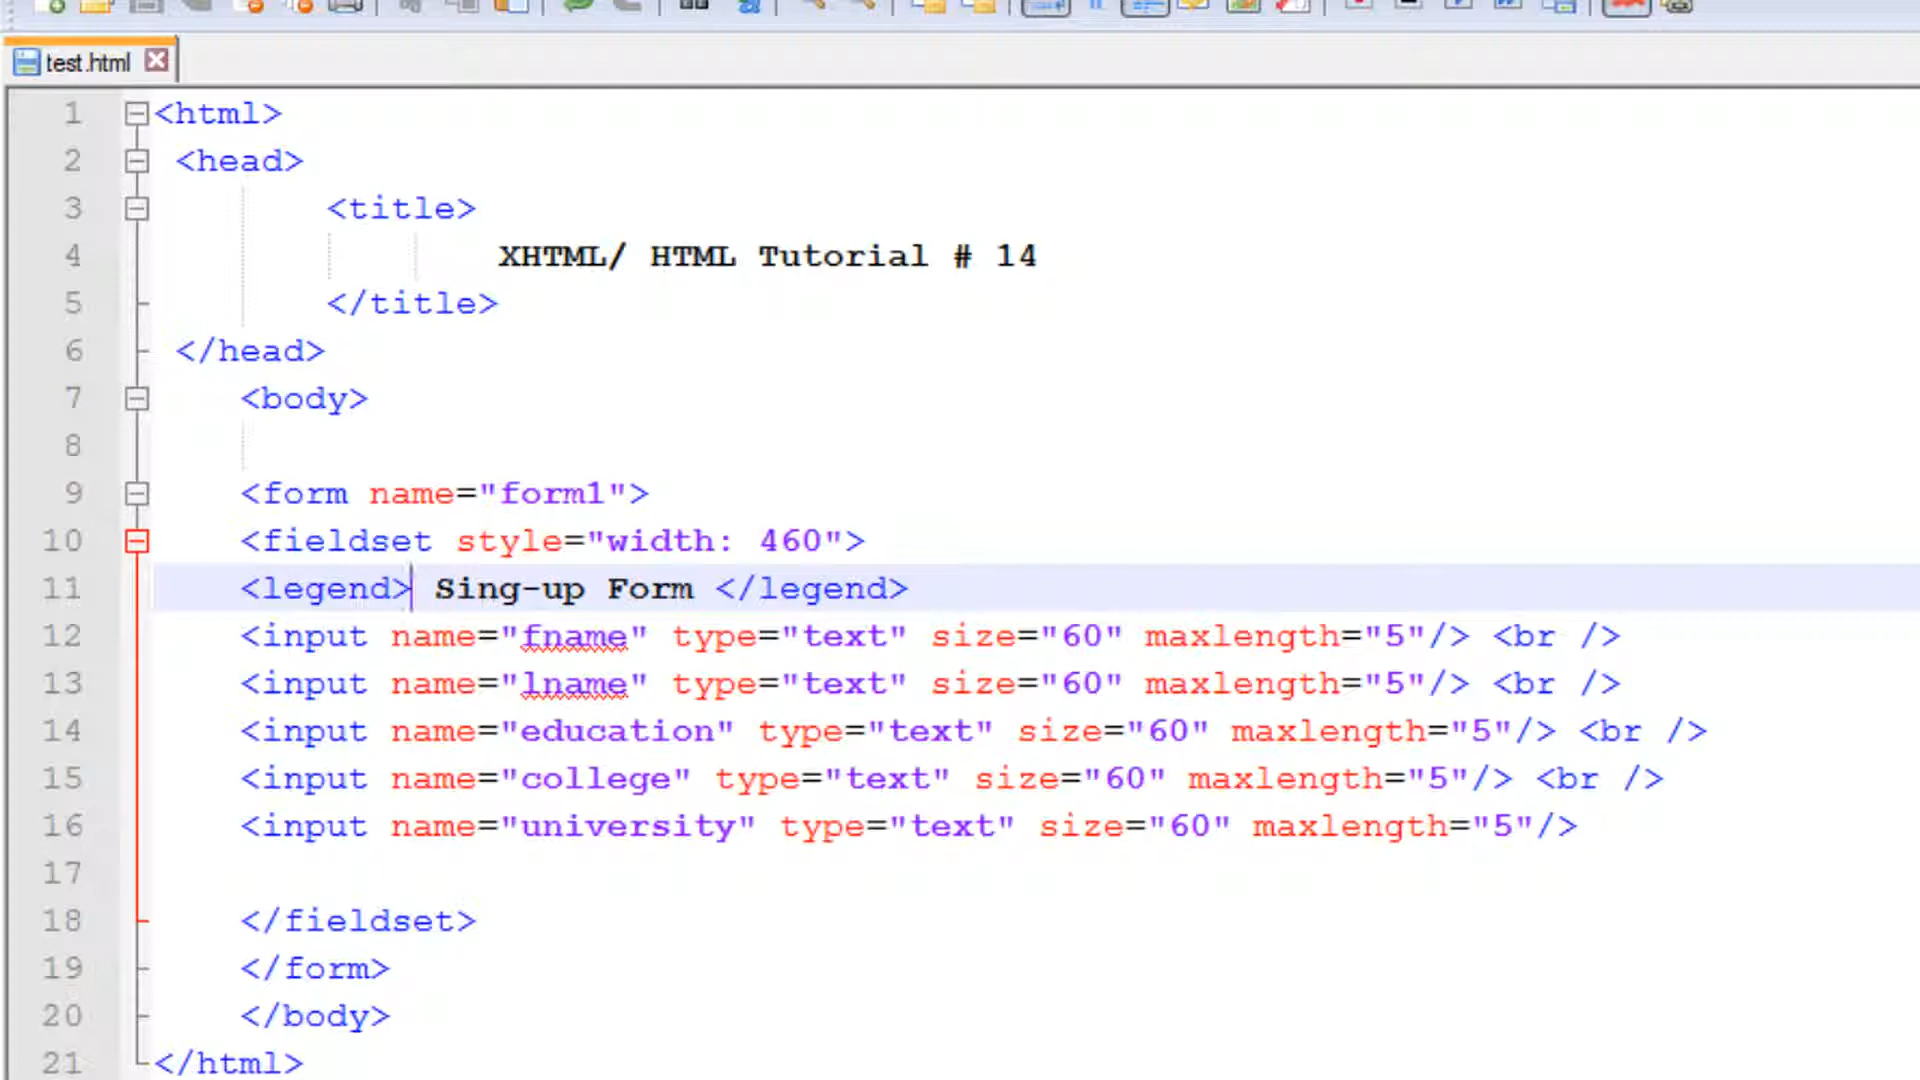 test.html
1 <html>
2 <head>
3 <title>
4 XHTML/ HTML Tutorial # 14
5 </title>
6 </head>
7 <body>
8
9 <form name="form1">
10 <fieldset style="width: 460">
11 <legend> Sing-up Form </legend>
12 <input name="fname" type="text" size="60" maxlength="5"/> <br />
13 <input name="lname" type="text" size="60" maxlength="5"/> <br />
14 <input name="education" type="text" size="60" maxlength="5"/> <br />
15 <input name="college" type="text" size="60" maxlength="5"/> <br />
16 <input name="university" type="text" size="60" maxlength="5"/>
17
18 </fieldset>
19 </form>
20 </body>
21 </html>